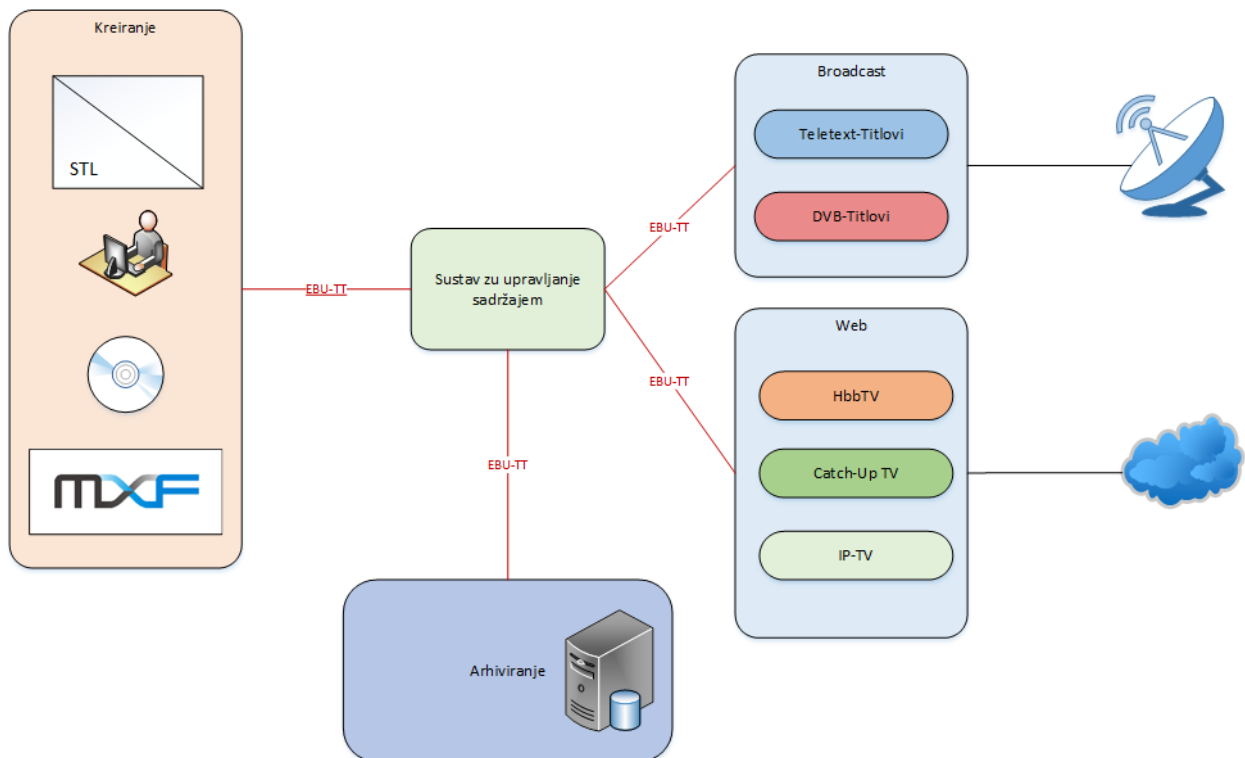 Kreiranje
STL
MXF
EBU-TT
Sustav zu upravljanje
sadržajem
EBU-TT
EBU-TT
EBU-TT
Broadcast
Teletext-Titlovi
DVB-Titlovi
Web
HbbTV
Catch-Up TV
IP-TV
Arhiviranje